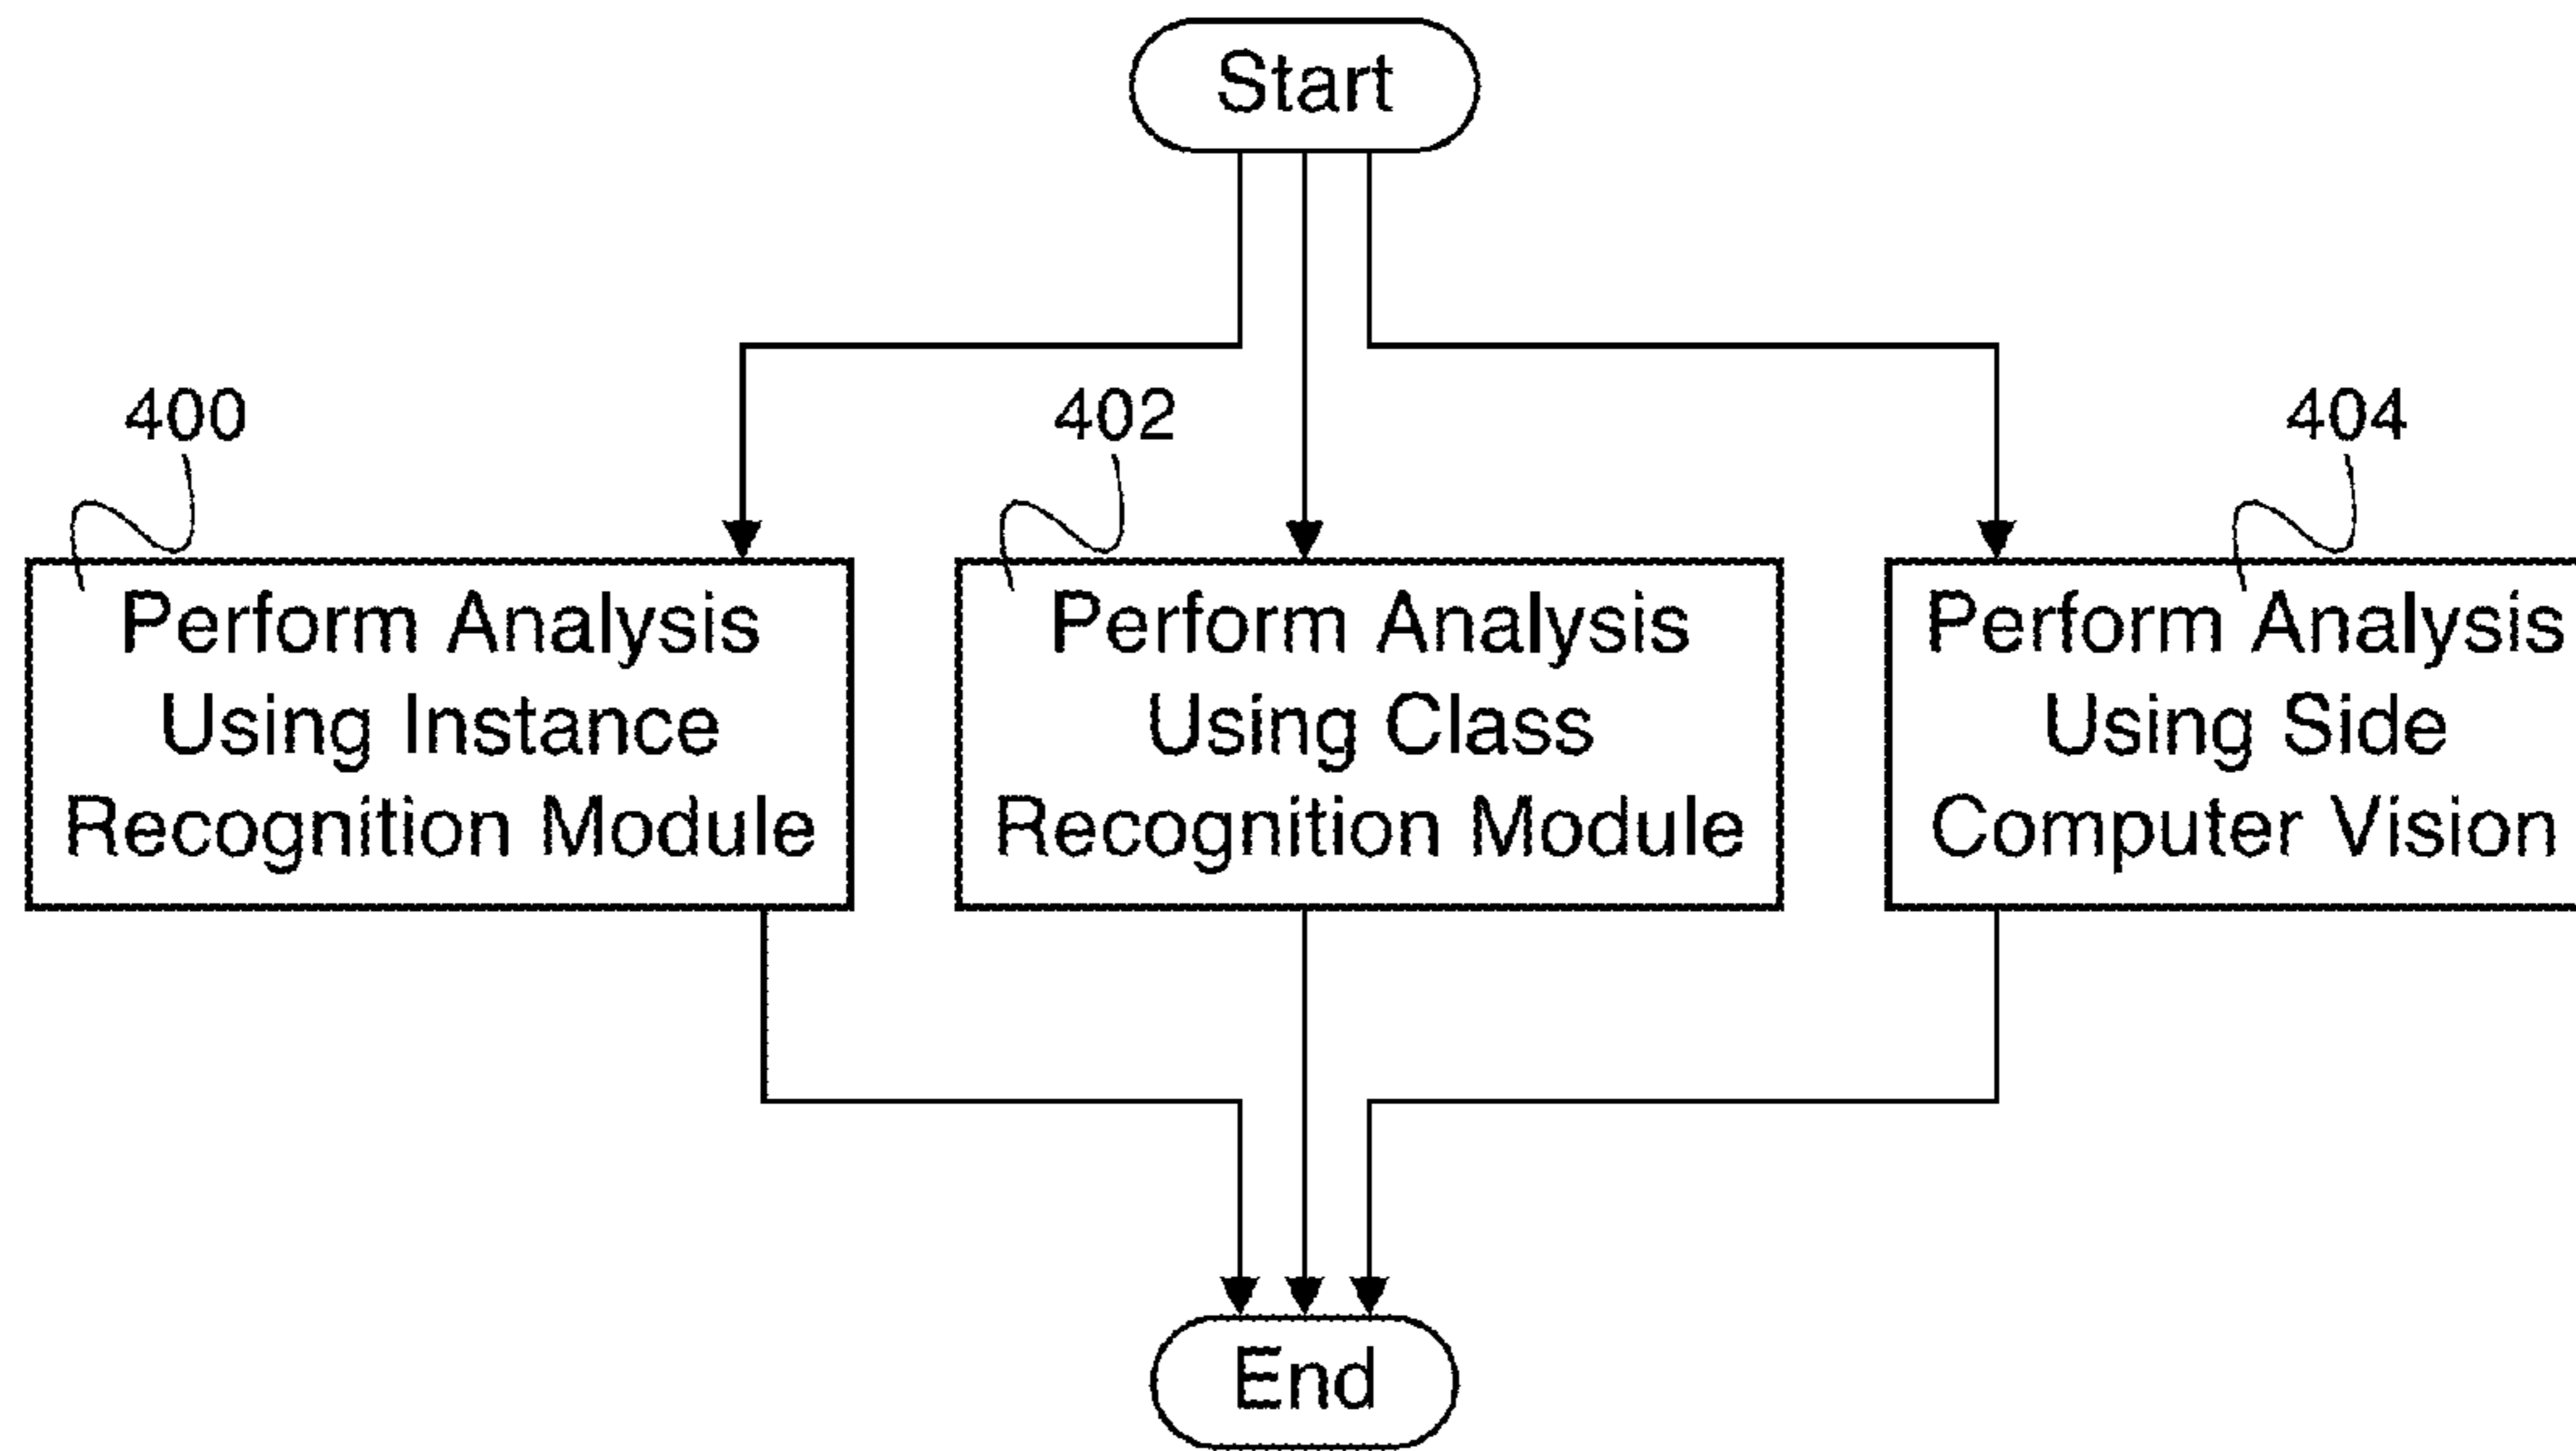 Start
400
402
404
Perform Analysis
Using Instance
Recognition Module
Perform Analysis
Using Class
Recognition Module
Perform Analysis
Using Side
Computer Vision
End